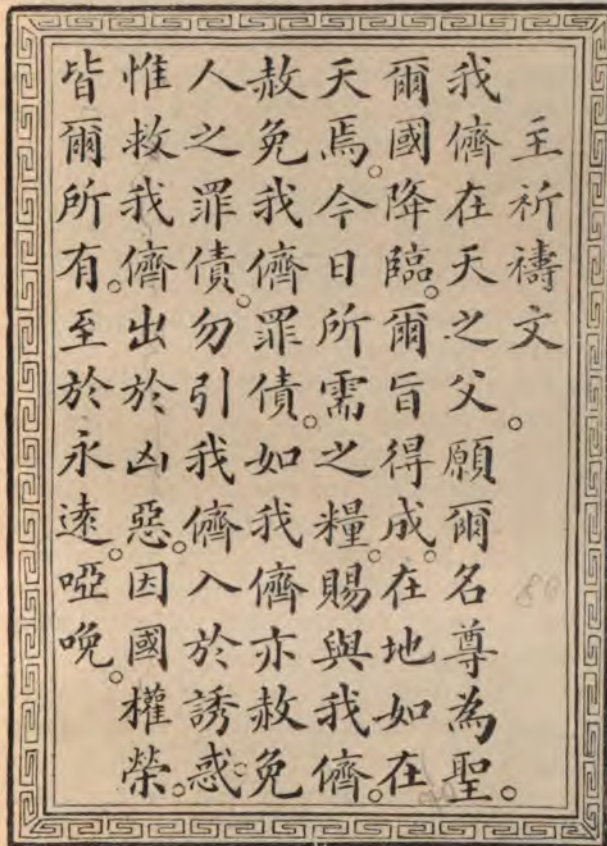 主祈禱文
我儕在天之父。願爾名尊為聖。
爾國降臨。爾旨得成。在地如在
天焉。今日所需之糧。賜與我儕。
赦免我儕罪債。如我儕亦赦免
人之罪債。勿引我儕入於誘惑。
惟救我儕出於凶惡。因國權榮。
皆爾所有。至於永遠。啞㖠。
80